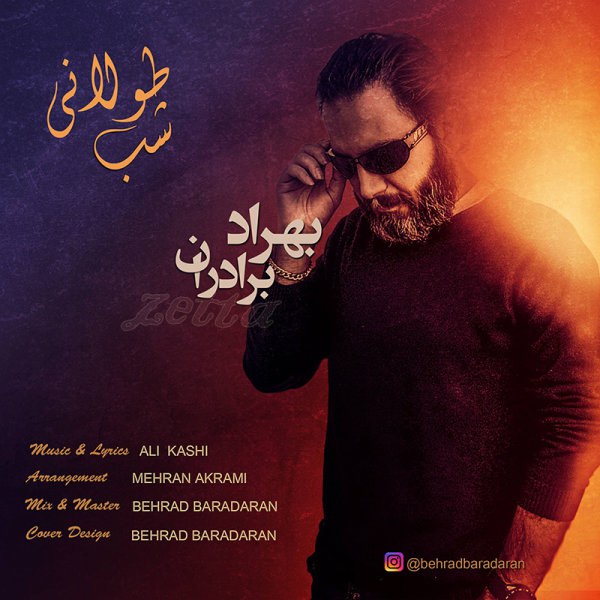 طولانی
شب
بهراد
برادران
zetta
Music & Lyrics ALI KASHI
Arrangement MEHRAN AKRAMI
Mix & Master BEHRAD BARADARAN
Cover Design BEHRAD BARADARAN
@behradbaradaran